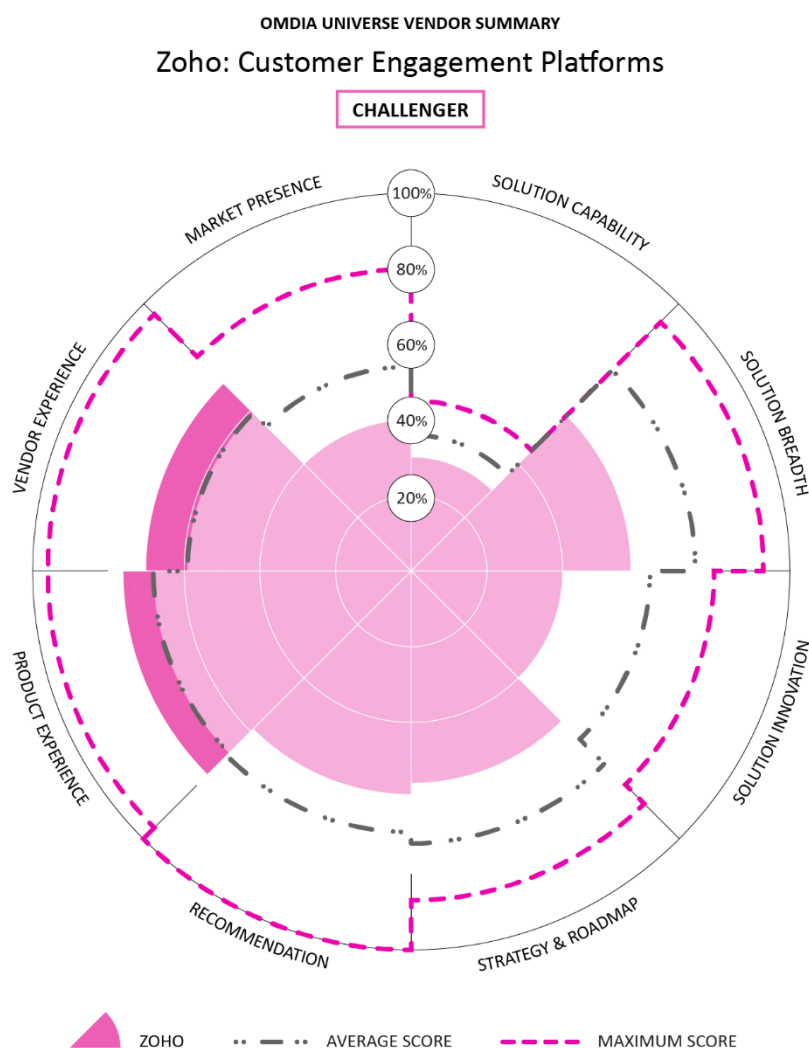 OMDIA UNIVERSE VENDOR SUMMARY
Zoho: Customer Engagement Platforms
CHALLENGER
MARKET PRESENCE
SOLUTION CAPABILITY
100%
80%
60%
40%
20%
VENDOR EXPERIENCE
SOLUTION BREADTH
PRODUCT EXPERIENCE
SOLUTION INNOVATION
RECOMMENDATION
STRATEGY & ROADMAP
ZOHO
AVERAGE SCORE
MAXIMUM SCORE